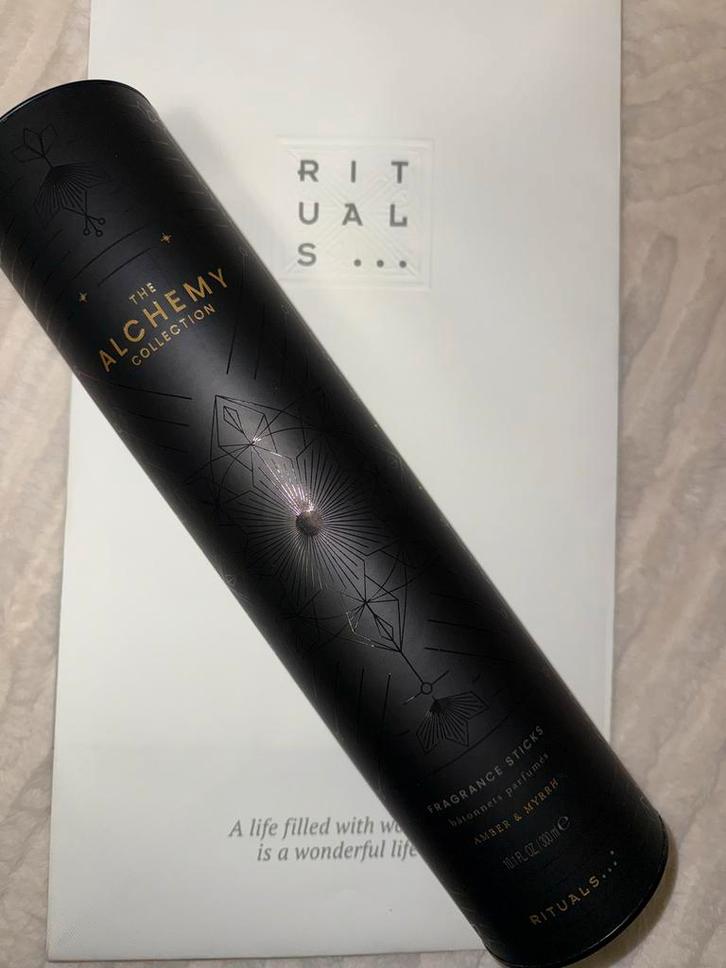 RIT
UAL
S...
THE
ALCHEMY
COLLECTION
FRAGRANCE STICKS
bâtonnets parfumés
AMBER & MYRRH
10.1 FL. OZ./300 ml ℮
RITUALS...
A life filled with
is a wonderful life